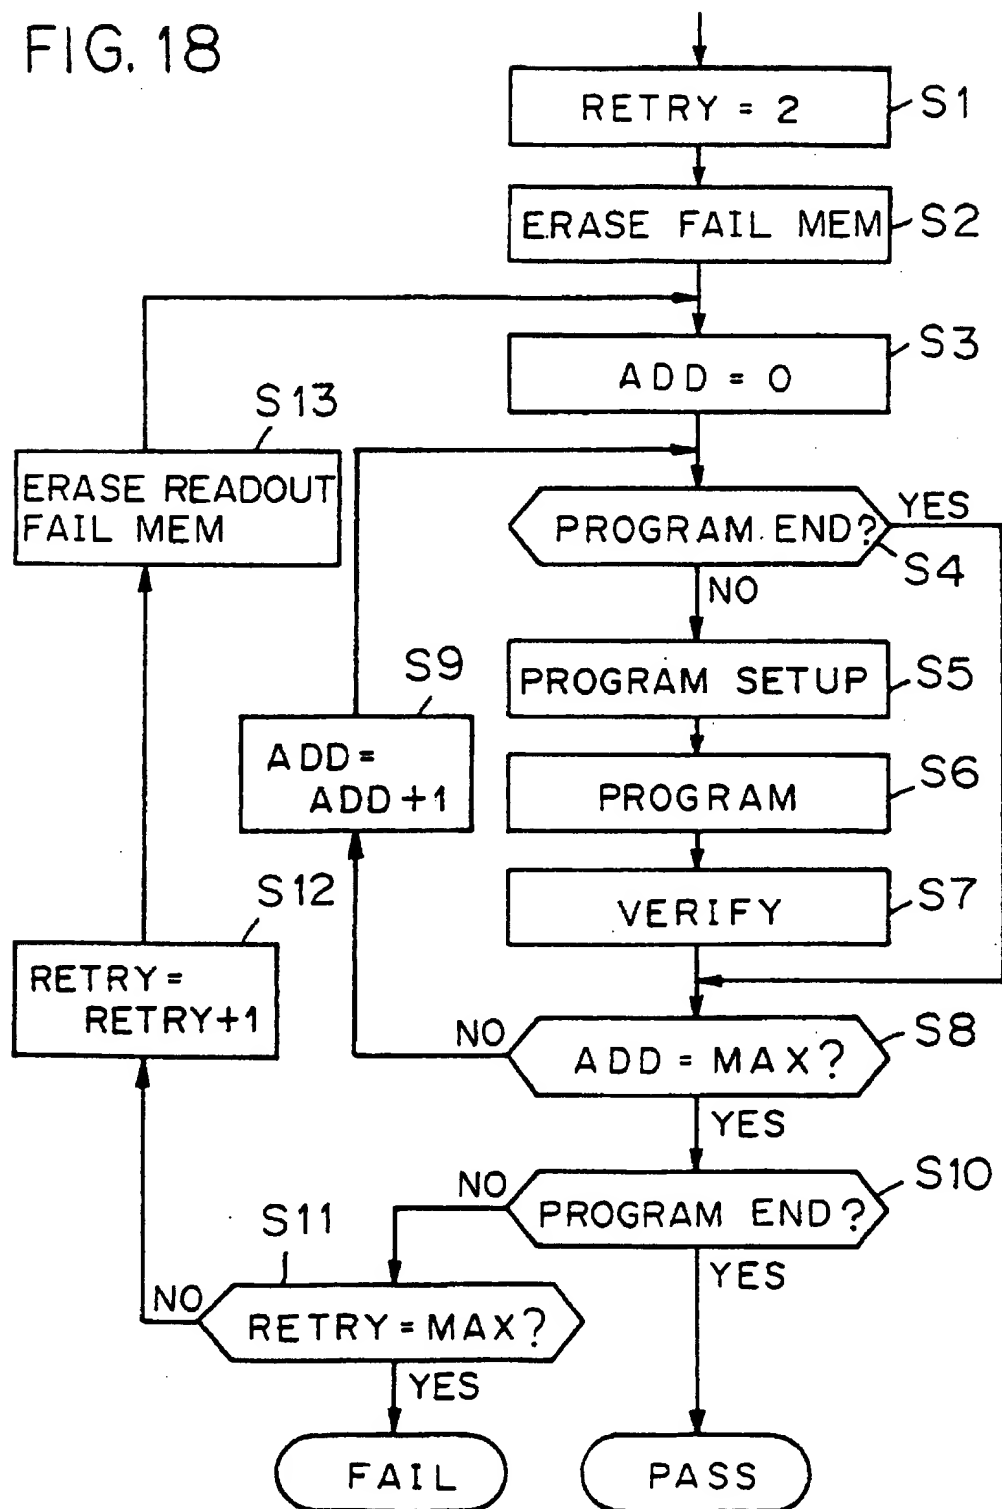 FIG. 18
RETRY = 2
S1
ERASE FAIL MEM
S2
ADD = 0
S3
S13
ERASE READOUT
FAIL MEM
PROGRAM END?
YES
S4
NO
PROGRAM SETUP
S5
S9
ADD =
ADD +1
PROGRAM
S6
VERIFY
S7
S12
RETRY =
RETRY+1
NO
ADD = MAX?
S8
YES
NO
PROGRAM END?
S10
YES
S11
NO
RETRY = MAX?
YES
FAIL
PASS